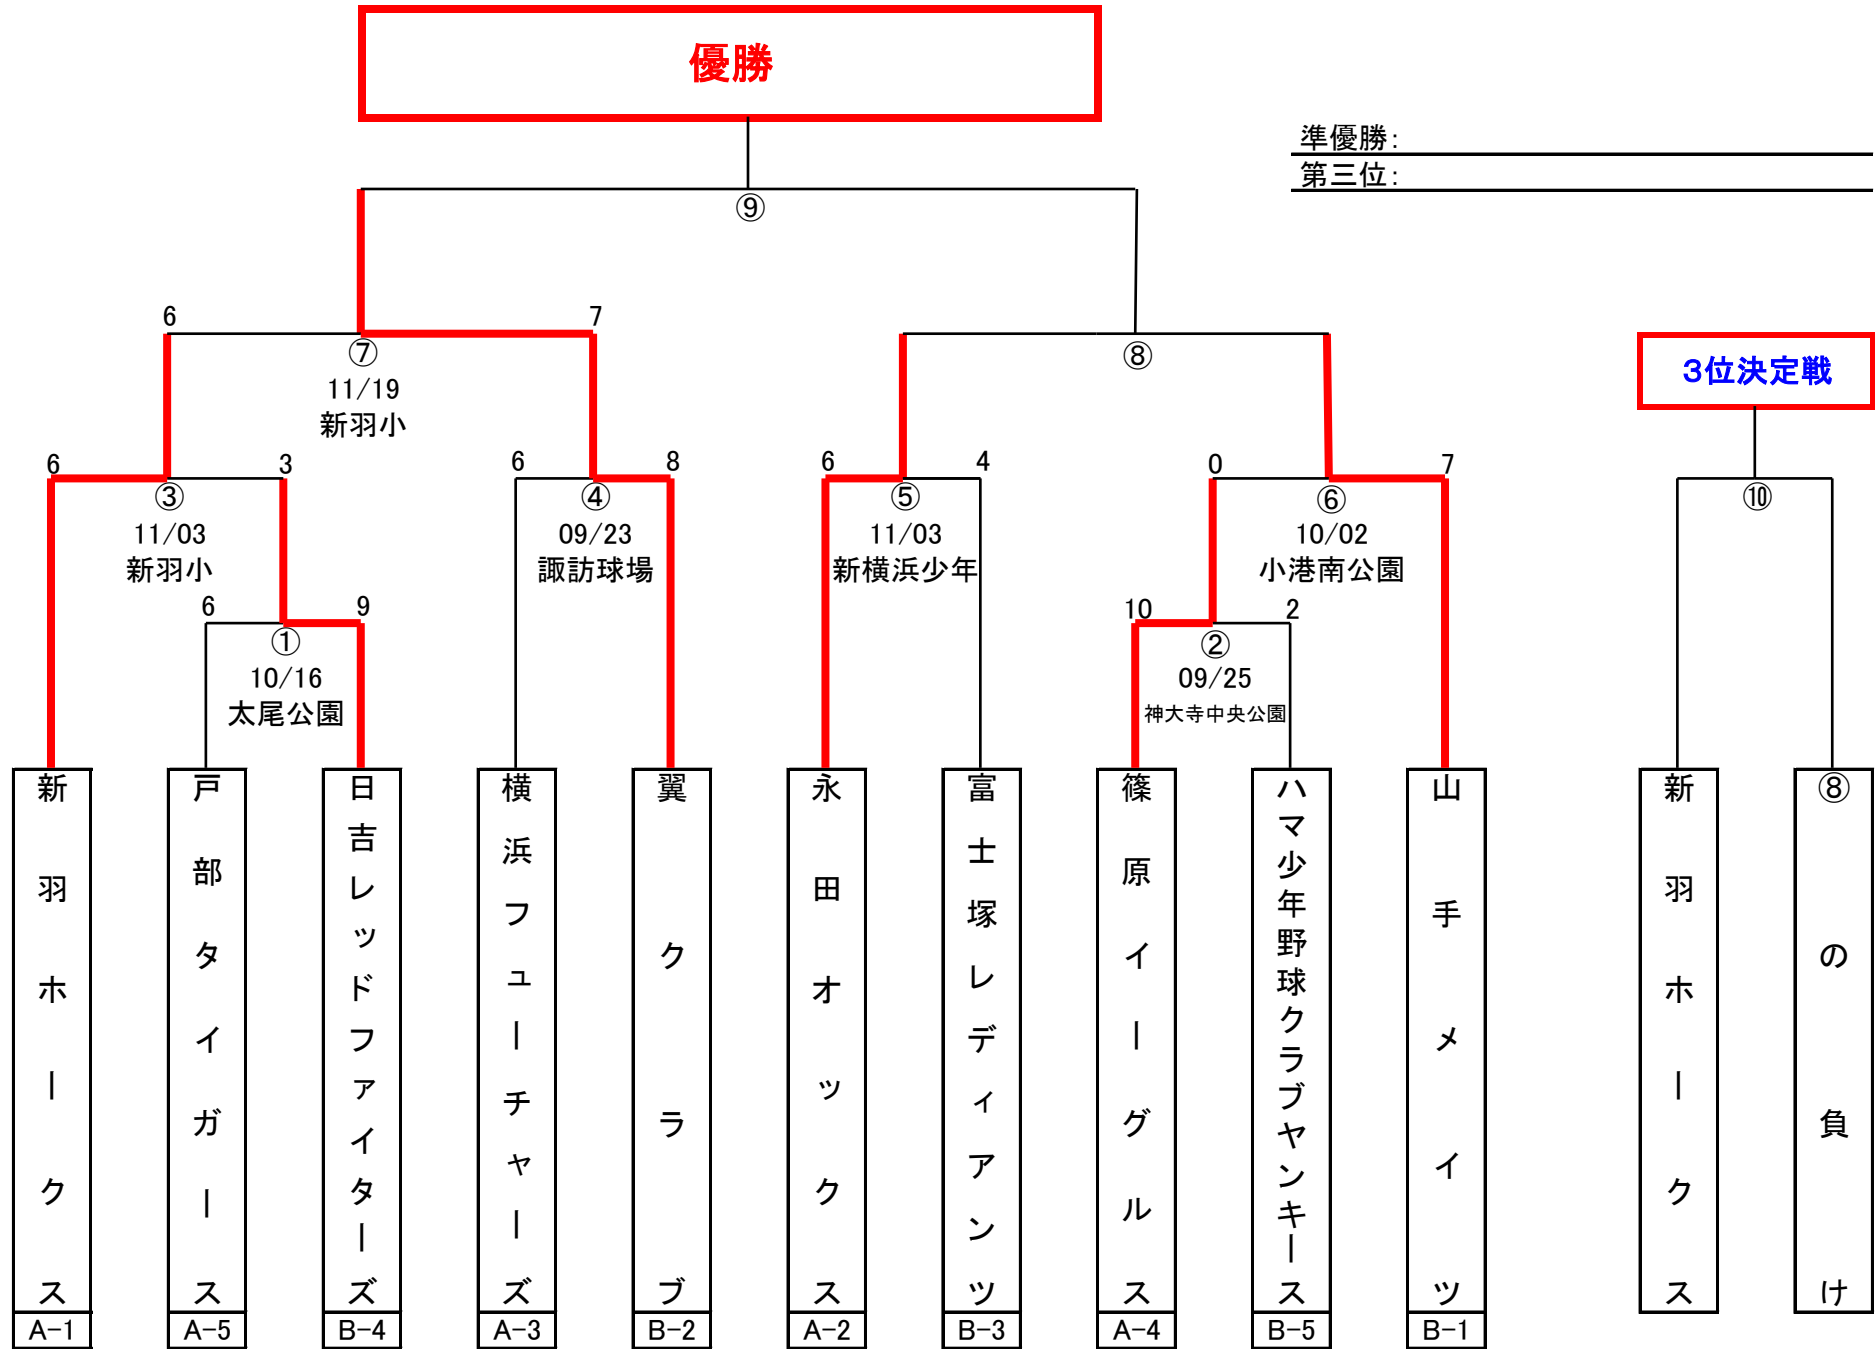 優勝
準優勝:
第三位:
⑨
6
7
⑦
11/19
新羽小
⑧
3位決定戦
6
3
③
11/03
新羽小
6
8
④
09/23
諏訪球場
6
4
⑤
11/03
新横浜少年
0
7
⑥
10/02
小港南公園
⑩
6
9
①
10/16
太尾公園
10
2
②
09/25
神大寺中央公園
新羽ホークス
戸部タイガース
日吉レッドファイターズ
横浜フューチャーズ
翼クラブ
永田オックス
富士塚レディアンツ
篠原イーグルス
ハマ少年野球クラブヤンキース
山手メイツ
新羽ホークス
⑧の負け
A-1
A-5
B-4
A-3
B-2
A-2
B-3
A-4
B-5
B-1